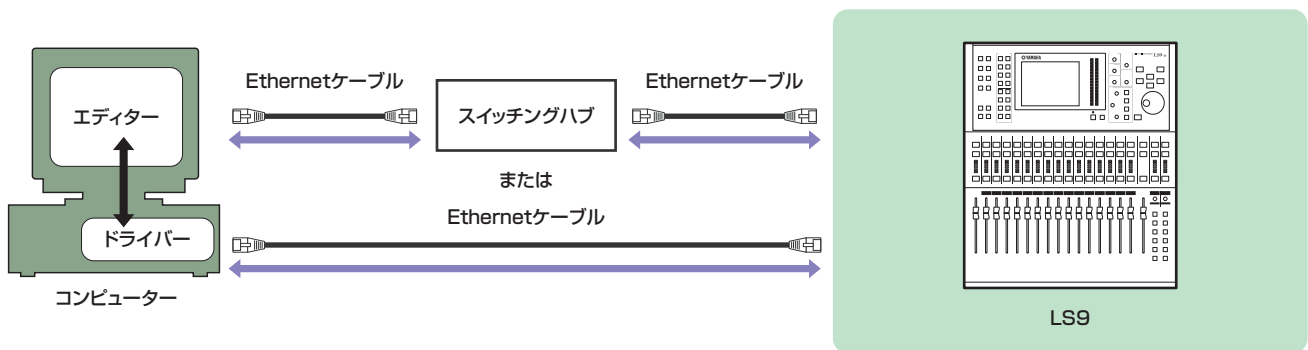 Ethernetケーブル
Ethernetケーブル
エディター
スイッチングハブ
YAMAHA
LS9
または
Ethernetケーブル
ドライバー
コンピューター
LS9